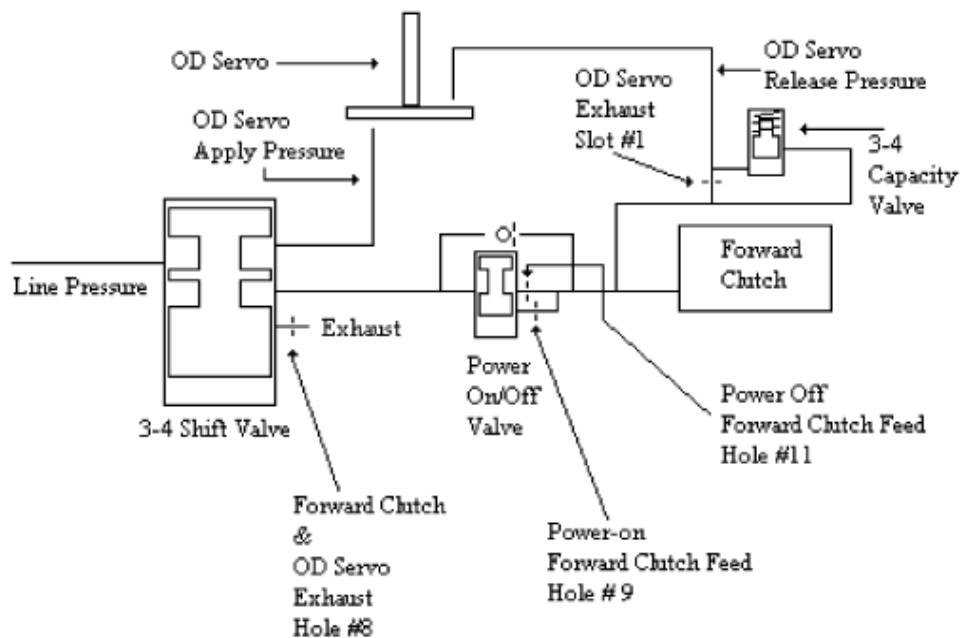 OD Servo
OD Servo
Apply Pressure
OD Servo
Exhaust
Slot #1
OD Servo
Release Pressure
3-4
Capacity
Valve
Line Pressure
Forward
Clutch
Exhaust
3-4 Shift Valve
Power
On/Off
Valve
Power Off
Forward Clutch Feed
Hole #11
Forward Clutch
&
OD Servo
Exhaust
Hole #8
Power-on
Forward Clutch Feed
Hole # 9